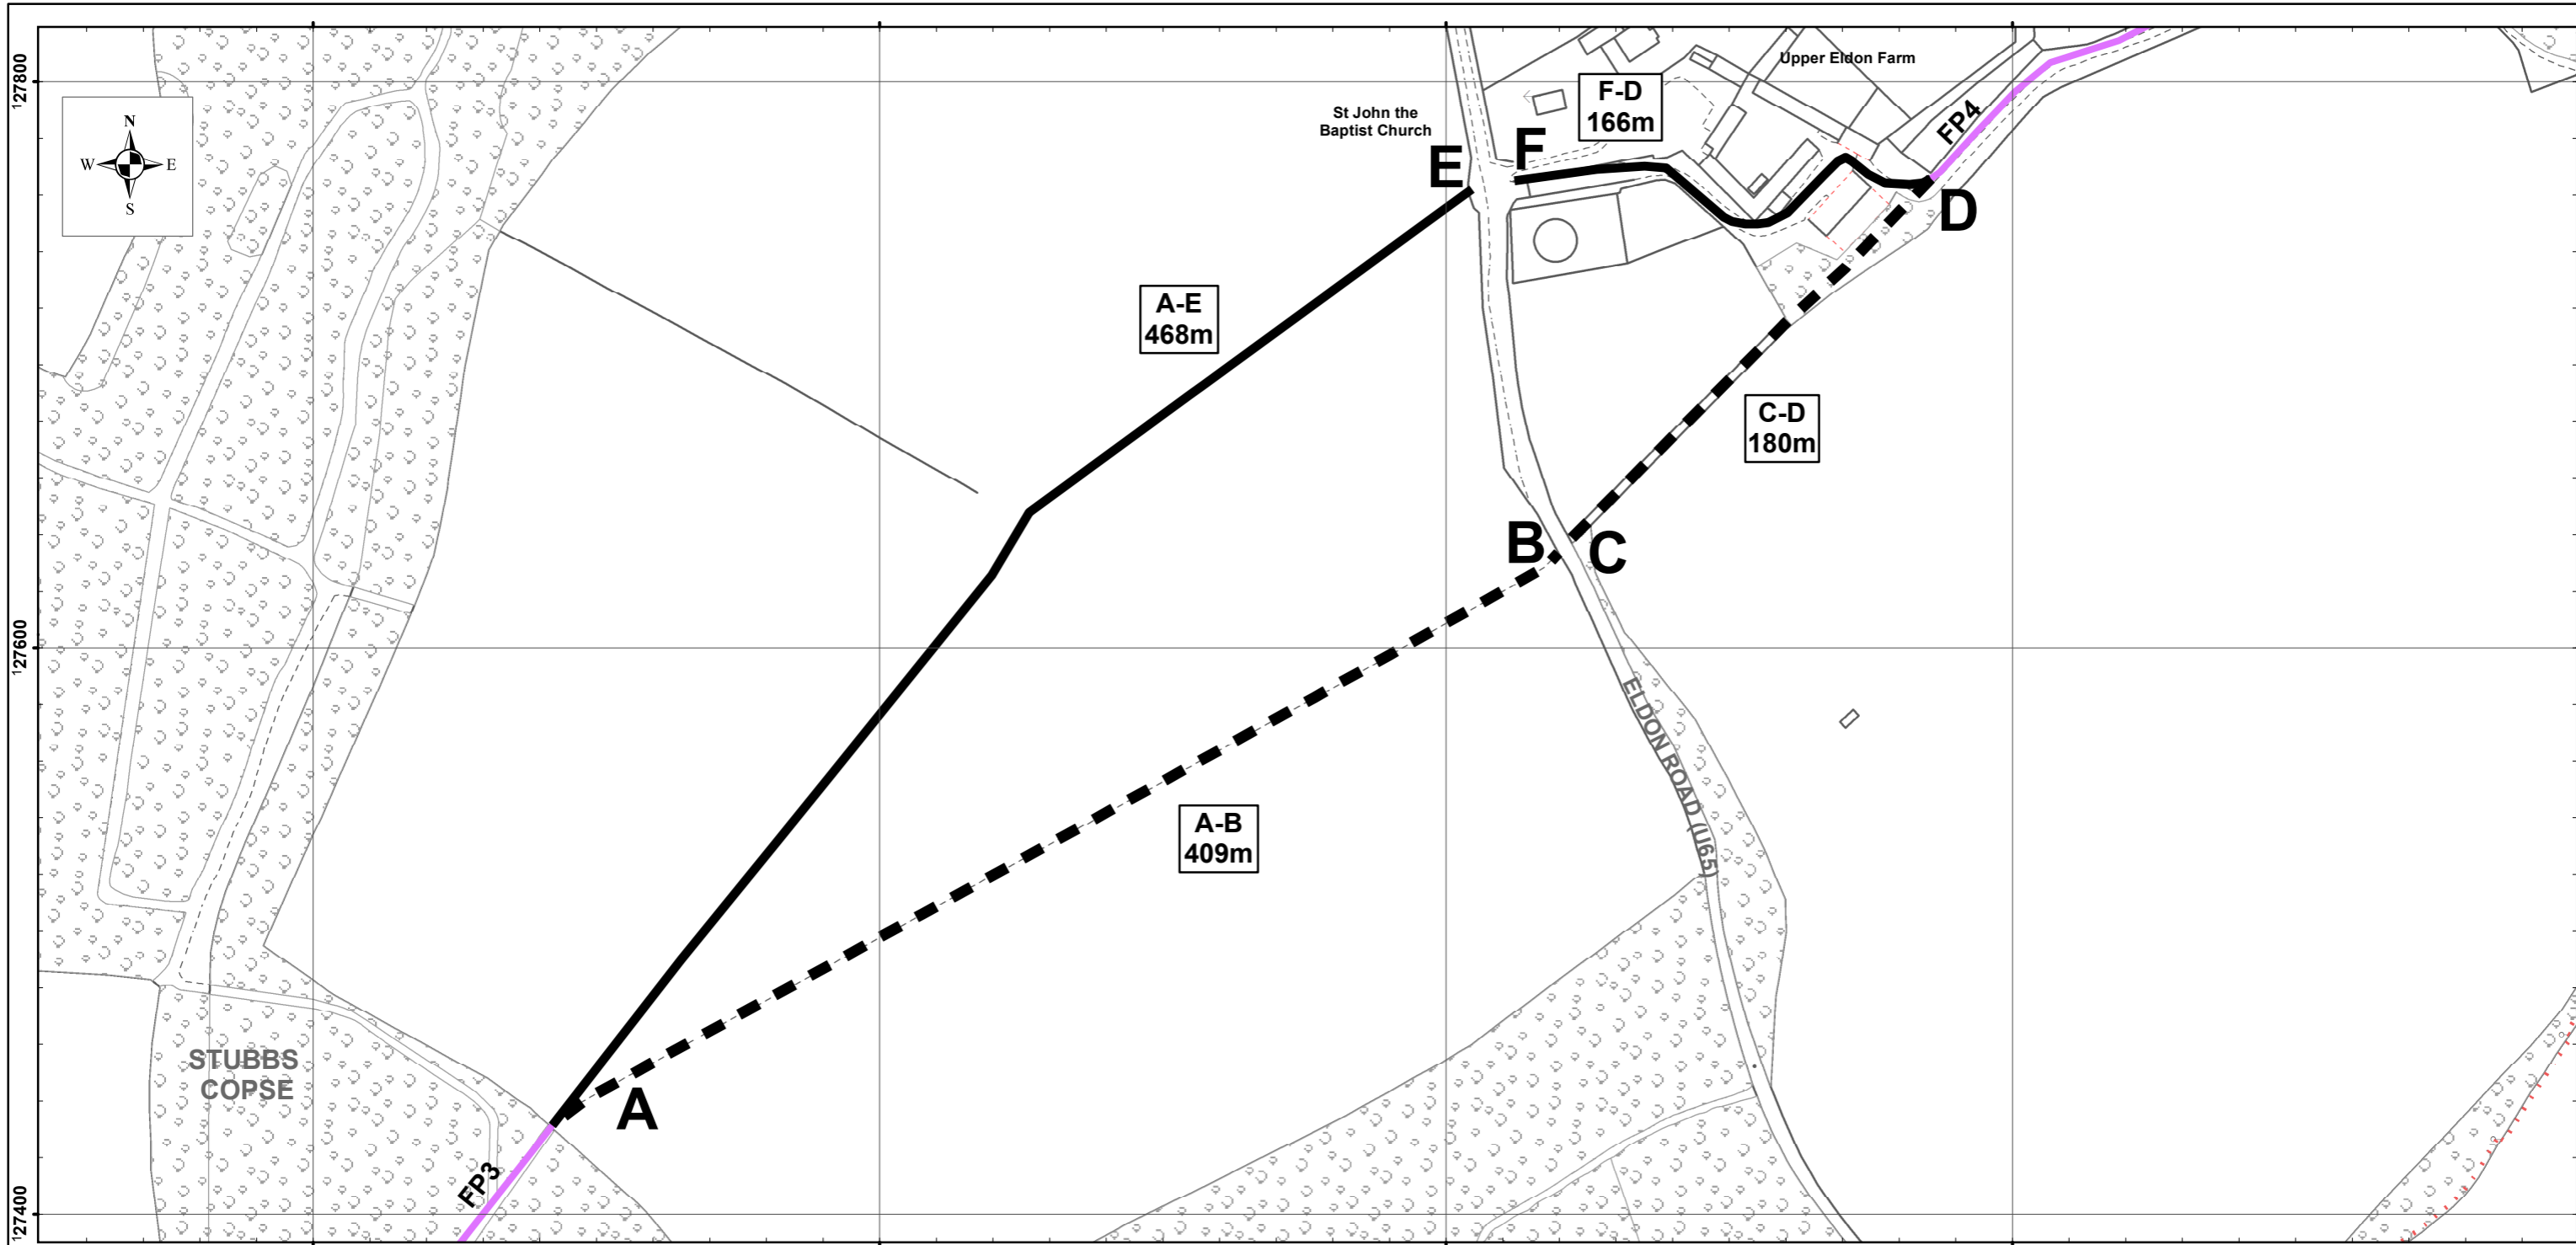 127800
N
W E
S
St John the
Baptist Church
Upper Eldon Farm
F-D
166m
FP4
E
F
D
A-E
468m
C-D
180m
B
C
127600
ELDON ROAD (U65)
A-B
409m
STUBBS
COPSE
A
FP3
127400